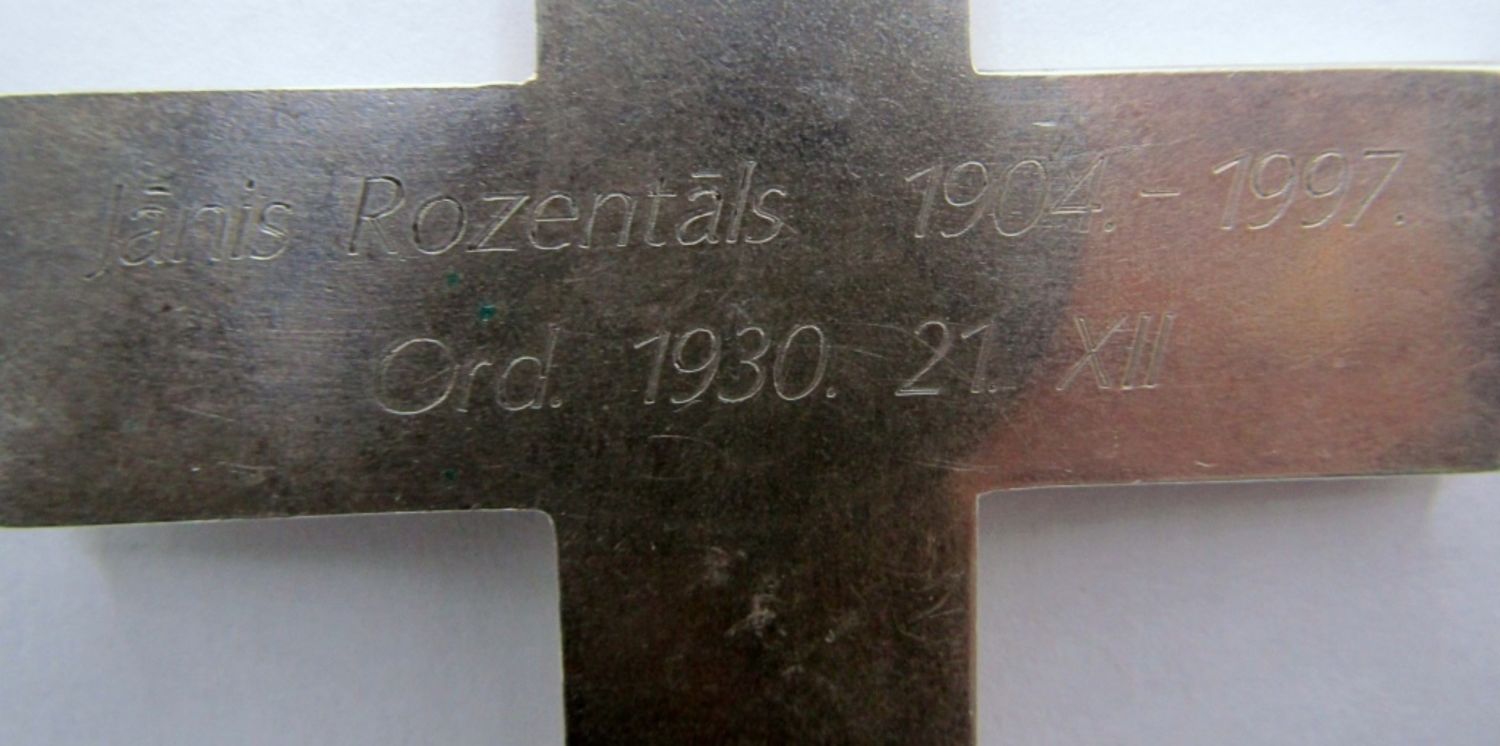 Jānis Rozentāls 1904. - 1997.
Ord. 1930. 21. XII